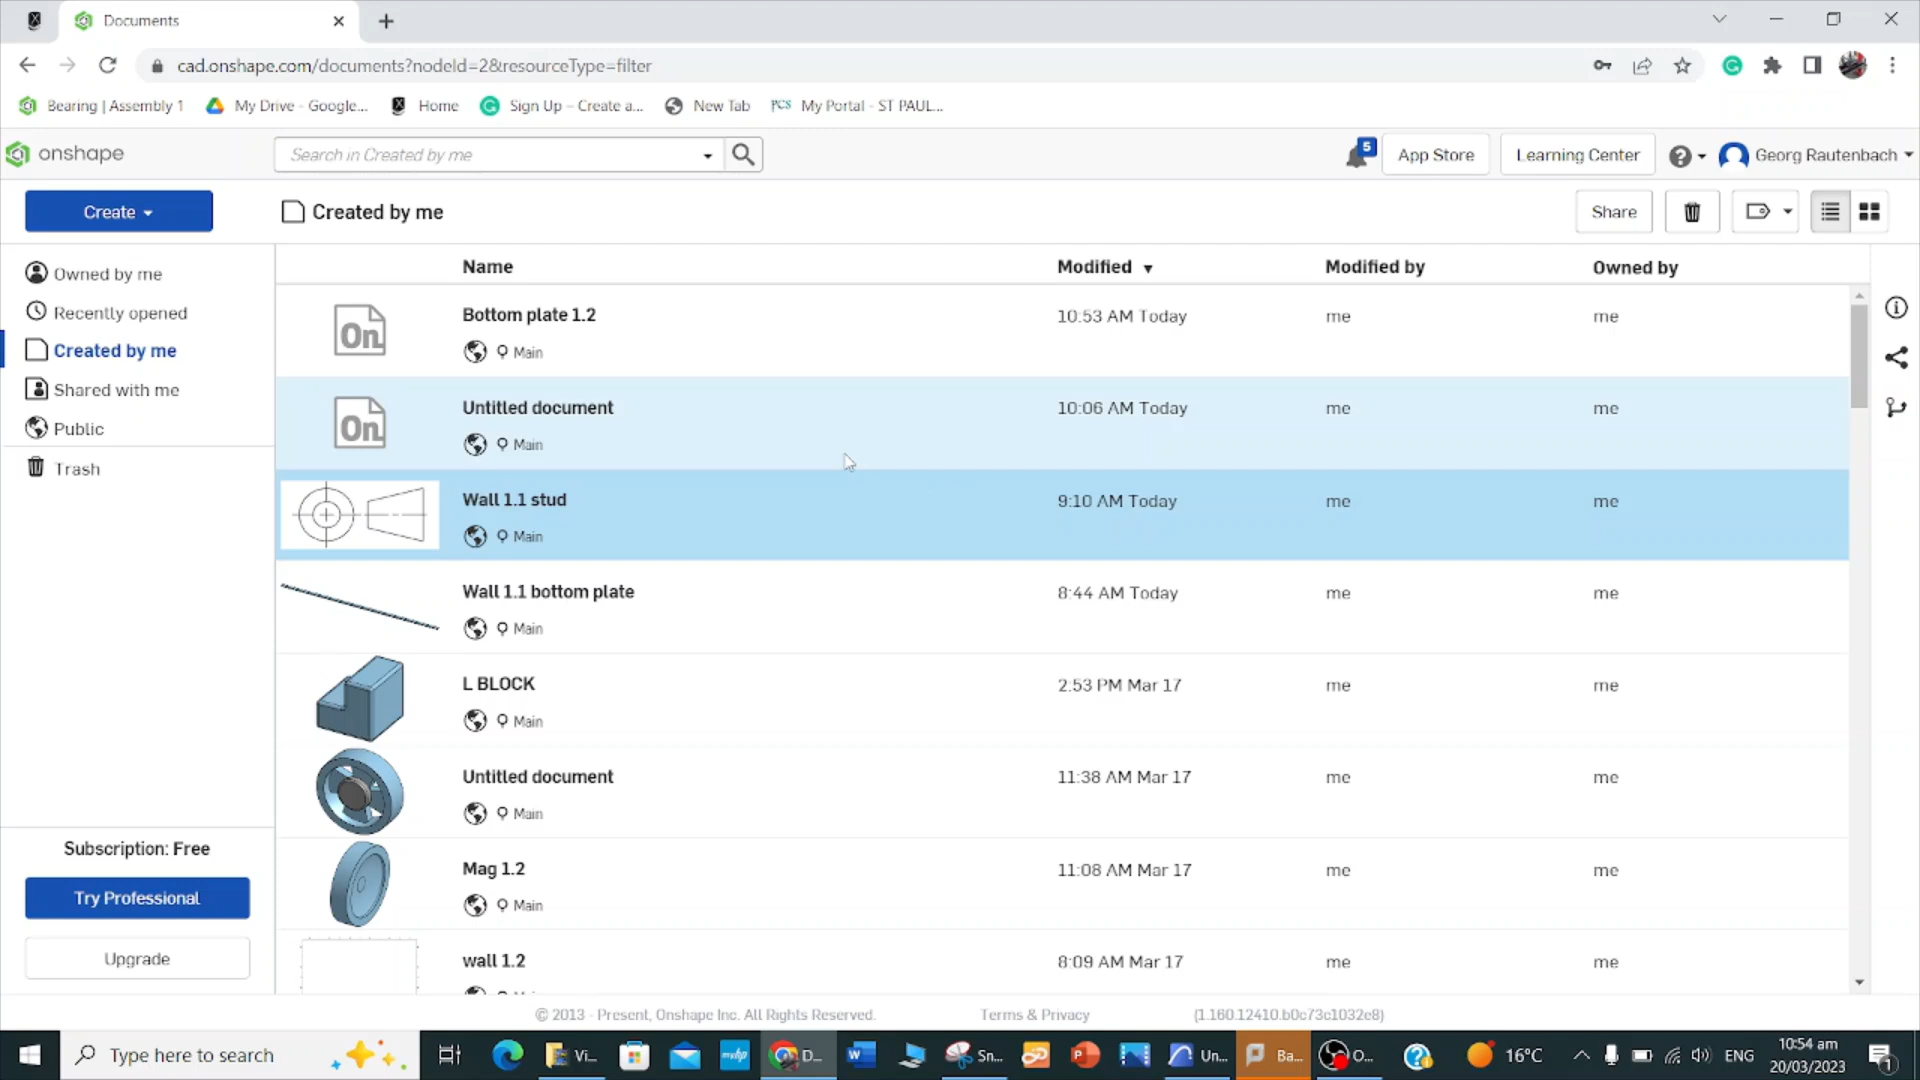 Documents
cad.onshape.com/documents?nodeId=2&resourceType=filter
Bearing | Assembly 1
My Drive - Google...
Home
Sign Up – Create a...
New Tab
PCS My Portal - ST PAUL...
onshape
Search in Created by me
5
App Store
Learning Center
Georg Rautenbach
Create
Created by me
Share
Owned by me
Recently opened
Created by me
Shared with me
Public
Trash
Name
Modified
Modified by
Owned by
On
Bottom plate 1.2
Main
10:53 AM Today
me
me
On
Untitled document
Main
10:06 AM Today
me
me
Wall 1.1 stud
Main
9:10 AM Today
me
me
Wall 1.1 bottom plate
Main
8:44 AM Today
me
me
L BLOCK
Main
2:53 PM Mar 17
me
me
Untitled document
Main
11:38 AM Mar 17
me
me
Mag 1.2
Main
11:08 AM Mar 17
me
me
wall 1.2
8:09 AM Mar 17
me
me
Subscription: Free
Try Professional
Upgrade
© 2013 - Present, Onshape Inc. All Rights Reserved.
Terms & Privacy
(1.160.12410.b0c73c1032e8)
Type here to search
Vi...
D...
Sn...
Un...
Ba...
O...
16°C
ENG
10:54 am
20/03/2023
1